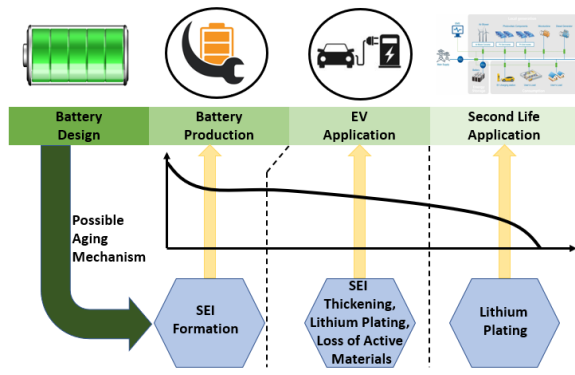 Battery
Design
Battery
Production
EV
Application
Second Life
Application
Possible
Aging
Mechanism
SEI
Formation
SEI
Thickening,
Lithium Plating,
Loss of Active
Materials
Lithium
Plating